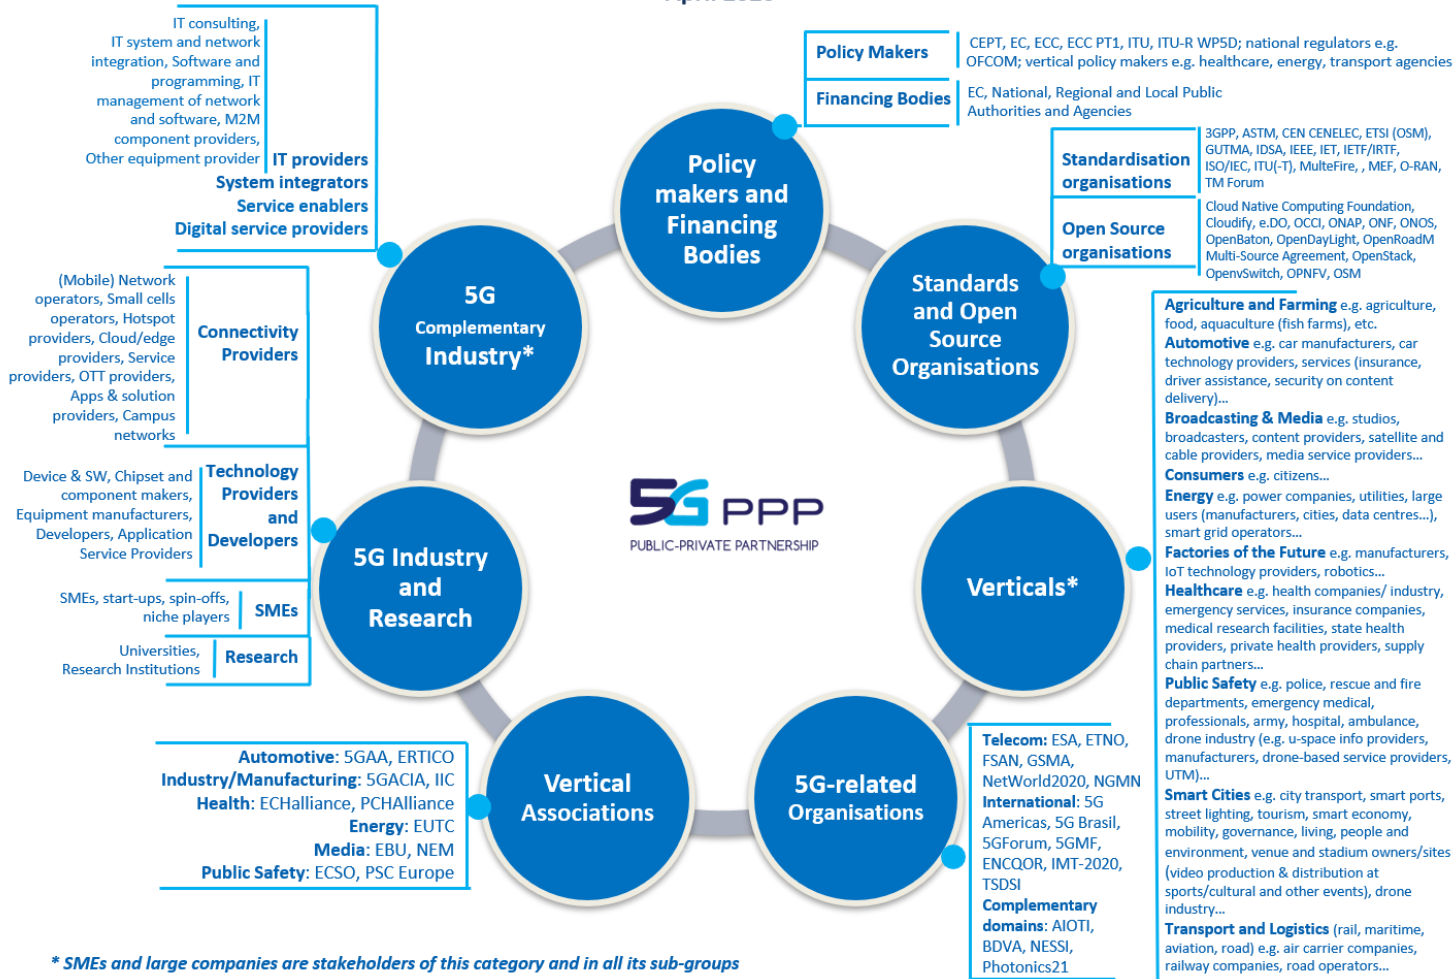 IT consulting,
IT system and network
integration, Software and
programming, IT
management of network
and software, M2M
component providers,
Other equipment provider
IT providers
System integrators
Service enablers
Digital service providers
Policy Makers
CEPT, EC, ECC, ECC PT1, ITU, ITU-R WP5D; national regulators e.g.
OFCOM; vertical policy makers e.g. healthcare, energy, transport agencies
Financing Bodies
EC, National, Regional and Local Public
Authorities and Agencies
Standardisation
organisations
3GPP, ASTM, CEN CENELEC, ETSI (OSM),
GUTMA, IDSA, IEEE, IET, IETF/IRTF,
ISO/IEC, ITU(-T), MulteFire, , MEF, O-RAN,
TM Forum
Open Source
organisations
Cloud Native Computing Foundation,
Cloudify, e.DO, OCCI, ONAP, ONF, ONOS,
OpenBaton, OpenDayLight, OpenRoadM
Multi-Source Agreement, OpenStack,
OpenvSwitch, OPNFV, OSM
Policy
makers and
Financing
Bodies
5G
Complementary
Industry*
Standards
and Open
Source
Organisations
(Mobile) Network
operators, Small cells
operators, Hotspot
providers, Cloud/edge
providers, Service
providers, OTT providers,
Apps & solution
providers, Campus
networks
Connectivity
Providers
Device & SW, Chipset and
component makers,
Equipment manufacturers,
Developers, Application
Service Providers
Technology
Providers
and
Developers
SMEs, start-ups, spin-offs,
niche players
SMEs
Universities,
Research Institutions
Research
5G Industry
and
Research
5G PPP
PUBLIC-PRIVATE PARTNERSHIP
Verticals*
Agriculture and Farming e.g. agriculture,
food, aquaculture (fish farms), etc.
Automotive e.g. car manufacturers, car
technology providers, services (insurance,
driver assistance, security on content
delivery)...
Broadcasting & Media e.g. studios,
broadcasters, content providers, satellite and
cable providers, media service providers...
Consumers e.g. citizens...
Energy e.g. power companies, utilities, large
users (manufacturers, cities, data centres...),
smart grid operators...
Factories of the Future e.g. manufacturers,
IoT technology providers, robotics...
Healthcare e.g. health companies/ industry,
emergency services, insurance companies,
medical research facilities, state health
providers, private health providers, supply
chain partners...
Public Safety e.g. police, rescue and fire
departments, emergency medical,
professionals, army, hospital, ambulance,
drone industry (e.g. u-space info providers,
manufacturers, drone-based service providers,
UTM)...
Smart Cities e.g. city transport, smart ports,
street lighting, tourism, smart economy,
mobility, governance, living, people and
environment, venue and stadium owners/sites
(video production & distribution at
sports/cultural and other events), drone
industry...
Transport and Logistics (rail, maritime,
aviation, road) e.g. air carrier companies,
railway companies, road operators...
Automotive: 5GAA, ERTICO
Industry/Manufacturing: 5GACIA, IIC
Health: ECHalliance, PCHAlliance
Energy: EUTC
Media: EBU, NEM
Public Safety: ECSO, PSC Europe
Vertical
Associations
5G-related
Organisations
Telecom: ESA, ETNO,
FSAN, GSMA,
NetWorld2020, NGMN
International: 5G
Americas, 5G Brasil,
5GForum, 5GMF,
ENCQOR, IMT-2020,
TSDSI
Complementary
domains: AIOTI,
BDVA, NESSI,
Photonics21
* SMEs and large companies are stakeholders of this category and in all its sub-groups